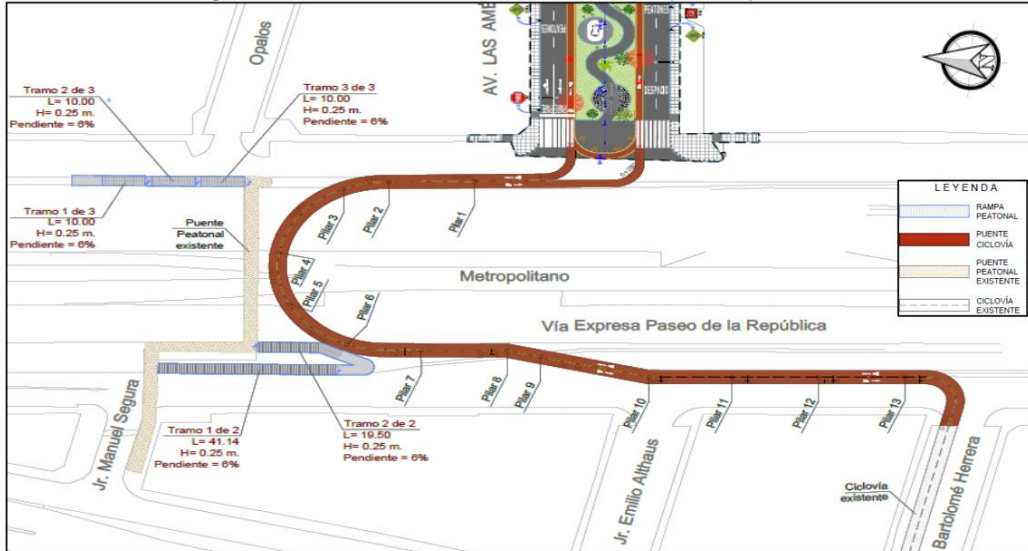 Opalos
AV. LAS AMÉ
PEATONES
DESPACIO
N
Tramo 2 de 3
L= 10.00
H= 0.25 m.
Pendiente = 6%
Tramo 3 de 3
L= 10.00
H= 0.25 m.
Pendiente = 6%
Tramo 1 de 3
L= 10.00
H= 0.25 m.
Pendiente = 6%
Puente
Peatonal
existente
Pilar 3
Pilar 2
Pilar1
Pilar 4
Pilar 5
Pilar 6
Metropolitano
Vía Expresa Paseo de la República
LEYENDA
RAMPA
PEATONAL
PUENTE
CICLOVÍA
PUENTE
PEATONAL
EXISTENTE
CICLOVÍA
EXISTENTE
Pilar 7
Pilar 8
Pilar 9
Pilar 10
Pilar 11
Pilar 12
Pilar 13
Jr. Manuel Segura
Tramo 1 de 2
L= 41.14
H= 0.25 m.
Pendiente = 6%
Tramo 2 de 2
L= 19.50
H= 0.25 m.
Pendiente = 6%
Jr. Emilio Althaus
Ciclovía
existente
Bartolomé Herrera